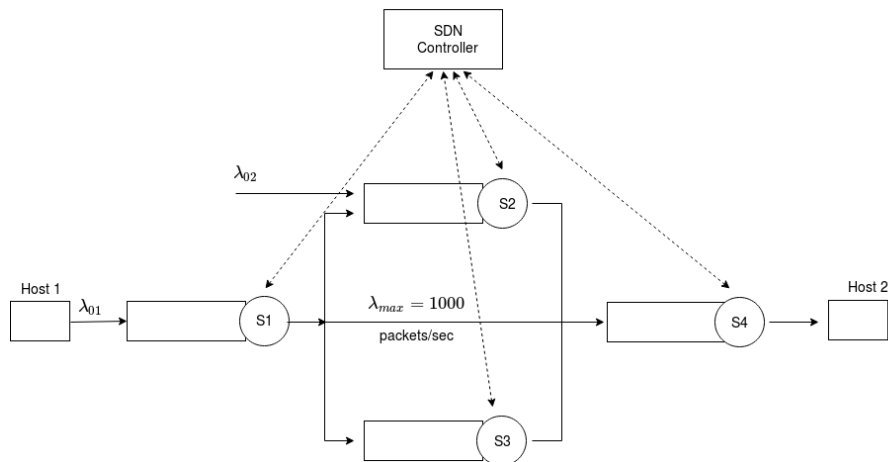 SDN
Controller
λ02
S2
Host 1
λ01
S1
λmax = 1000
packets/sec
S4
Host 2
S3